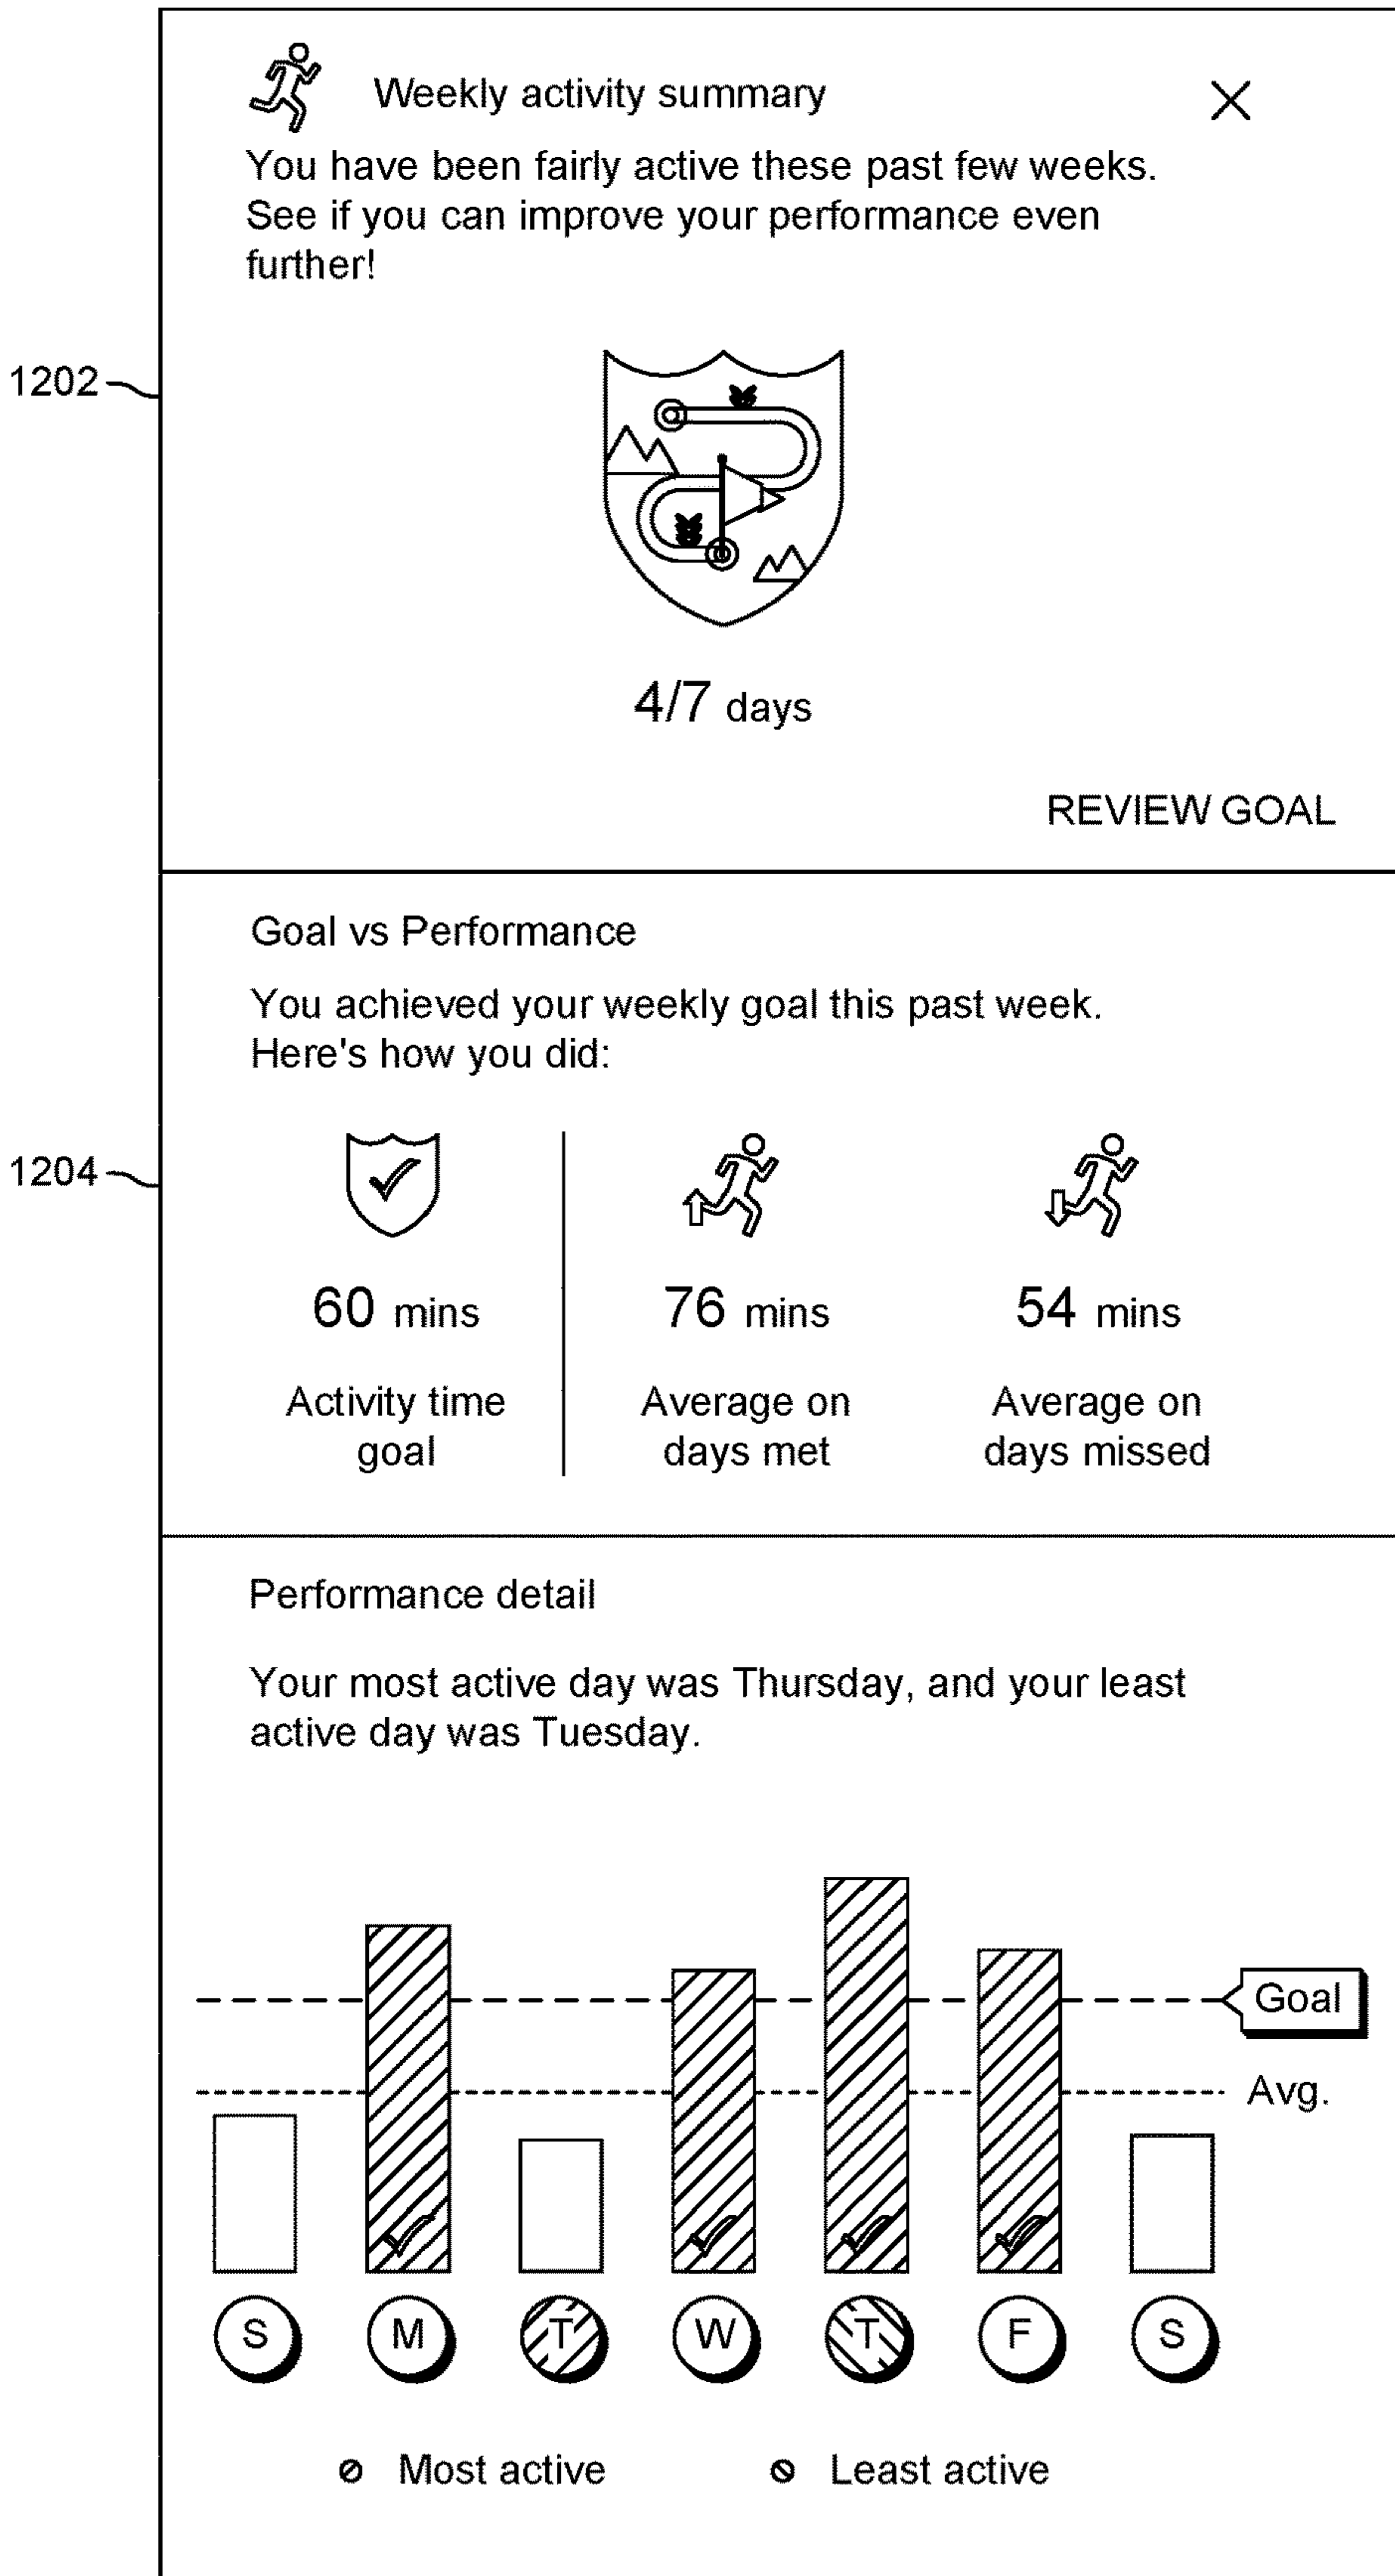 Weekly activity summary
You have been fairly active these past few weeks.
See if you can improve your performance even
further!
1202
4/7 days
REVIEW GOAL
Goal vs Performance
You achieved your weekly goal this past week.
Here's how you did:
1204
60 mins
76 mins
54 mins
Activity time
goal
Average on
days met
Average on
days missed
Performance detail
Your most active day was Thursday, and your least
active day was Tuesday.
Goal
Avg.
S M T W T F S
Most active
Least active